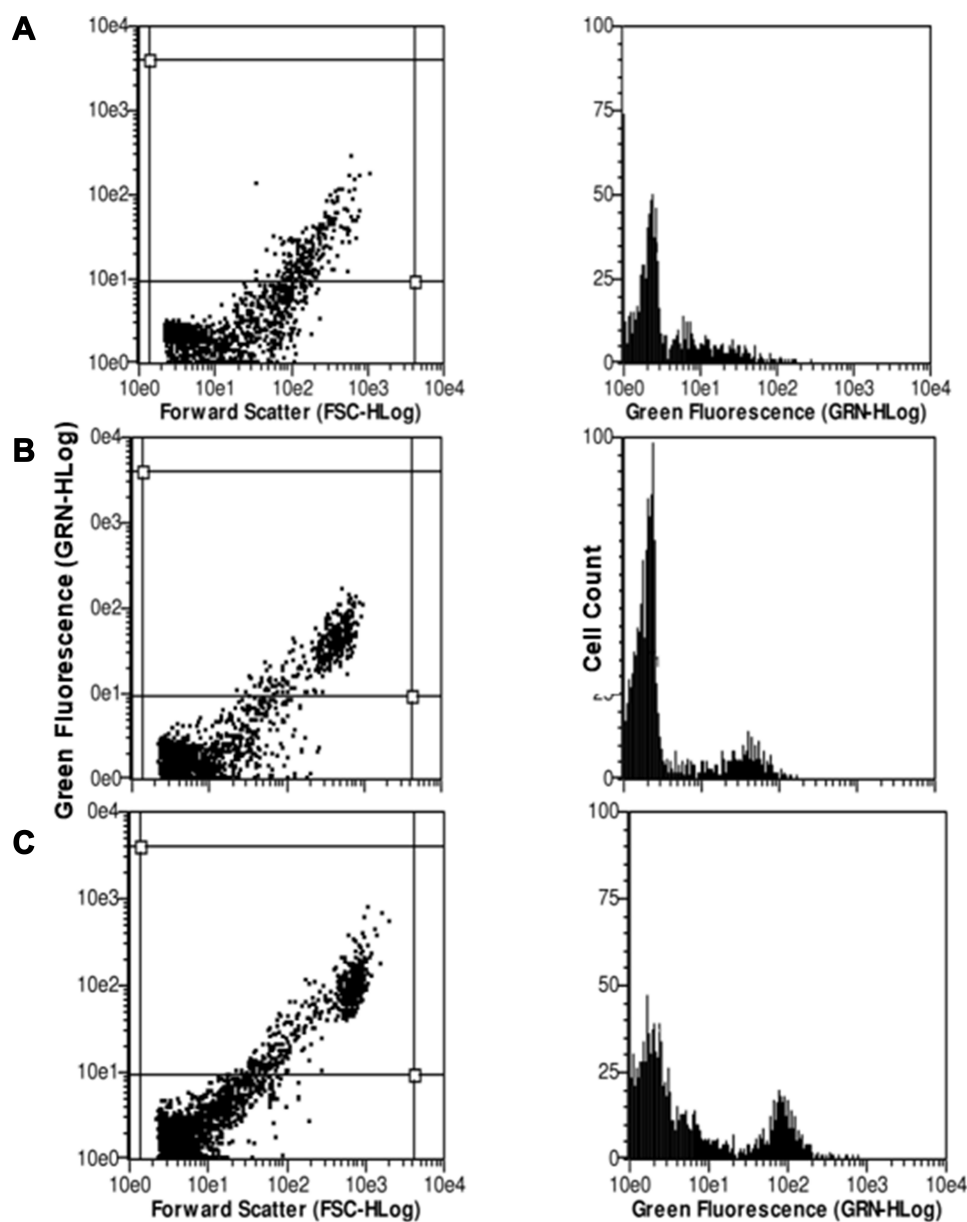 A
10e4
10e3
10e2
10e1
10e0
10e0 10e1 10e2 10e3 10e4
Forward Scatter (FSC-HLog)
100
75
50
25
0
10e0 10e1 10e2 10e3 10e4
Green Fluorescence (GRN-HLog)
B
Green Fluorescence (GRN-HLog)
0e4
0e3
0e2
0e1
0e0
Cell Count
100
0
C
0e4
10e3
10e2
10e1
10e0
10e0 10e1 10e2 10e3 10e4
Forward Scatter (FSC-HLog)
100
75
50
25
0
10e0 10e1 10e2 10e3 10e4
Green Fluorescence (GRN-HLog)